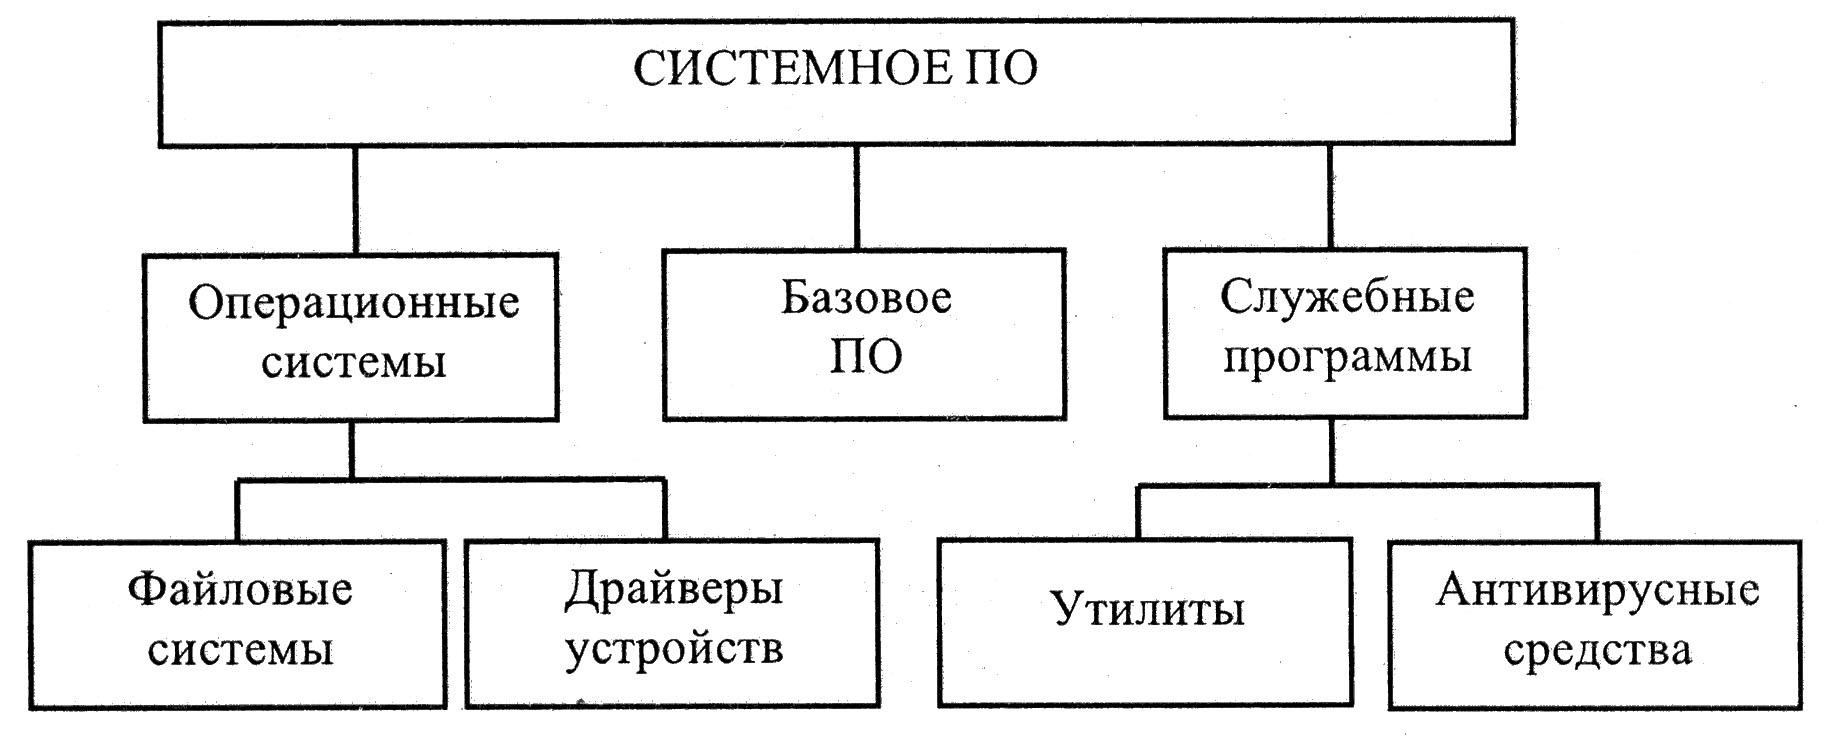 СИСТЕМНОЕ ПО
Операционные
системы
Базовое
ПО
Служебные
программы
Файловые
системы
Драйверы
устройств
Утилиты
Антивирусные
средства